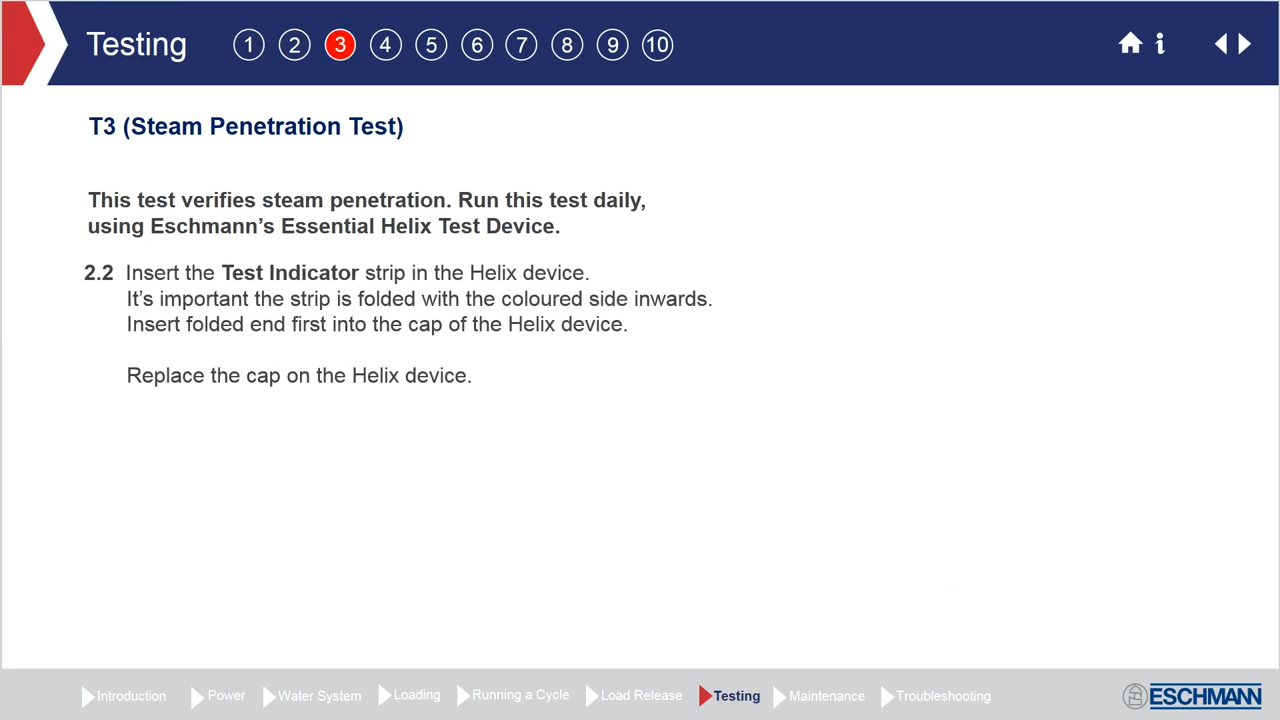 Testing 1 2 3 4 5 6 7 8 9 10
T3 (Steam Penetration Test)
This test verifies steam penetration. Run this test daily,
using Eschmann’s Essential Helix Test Device.
2.2 Insert the Test Indicator strip in the Helix device.
It’s important the strip is folded with the coloured side inwards.
Insert folded end first into the cap of the Helix device.
Replace the cap on the Helix device.
Introduction Power Water System Loading Running a Cycle Load Release Testing Maintenance Troubleshooting ESCHMANN